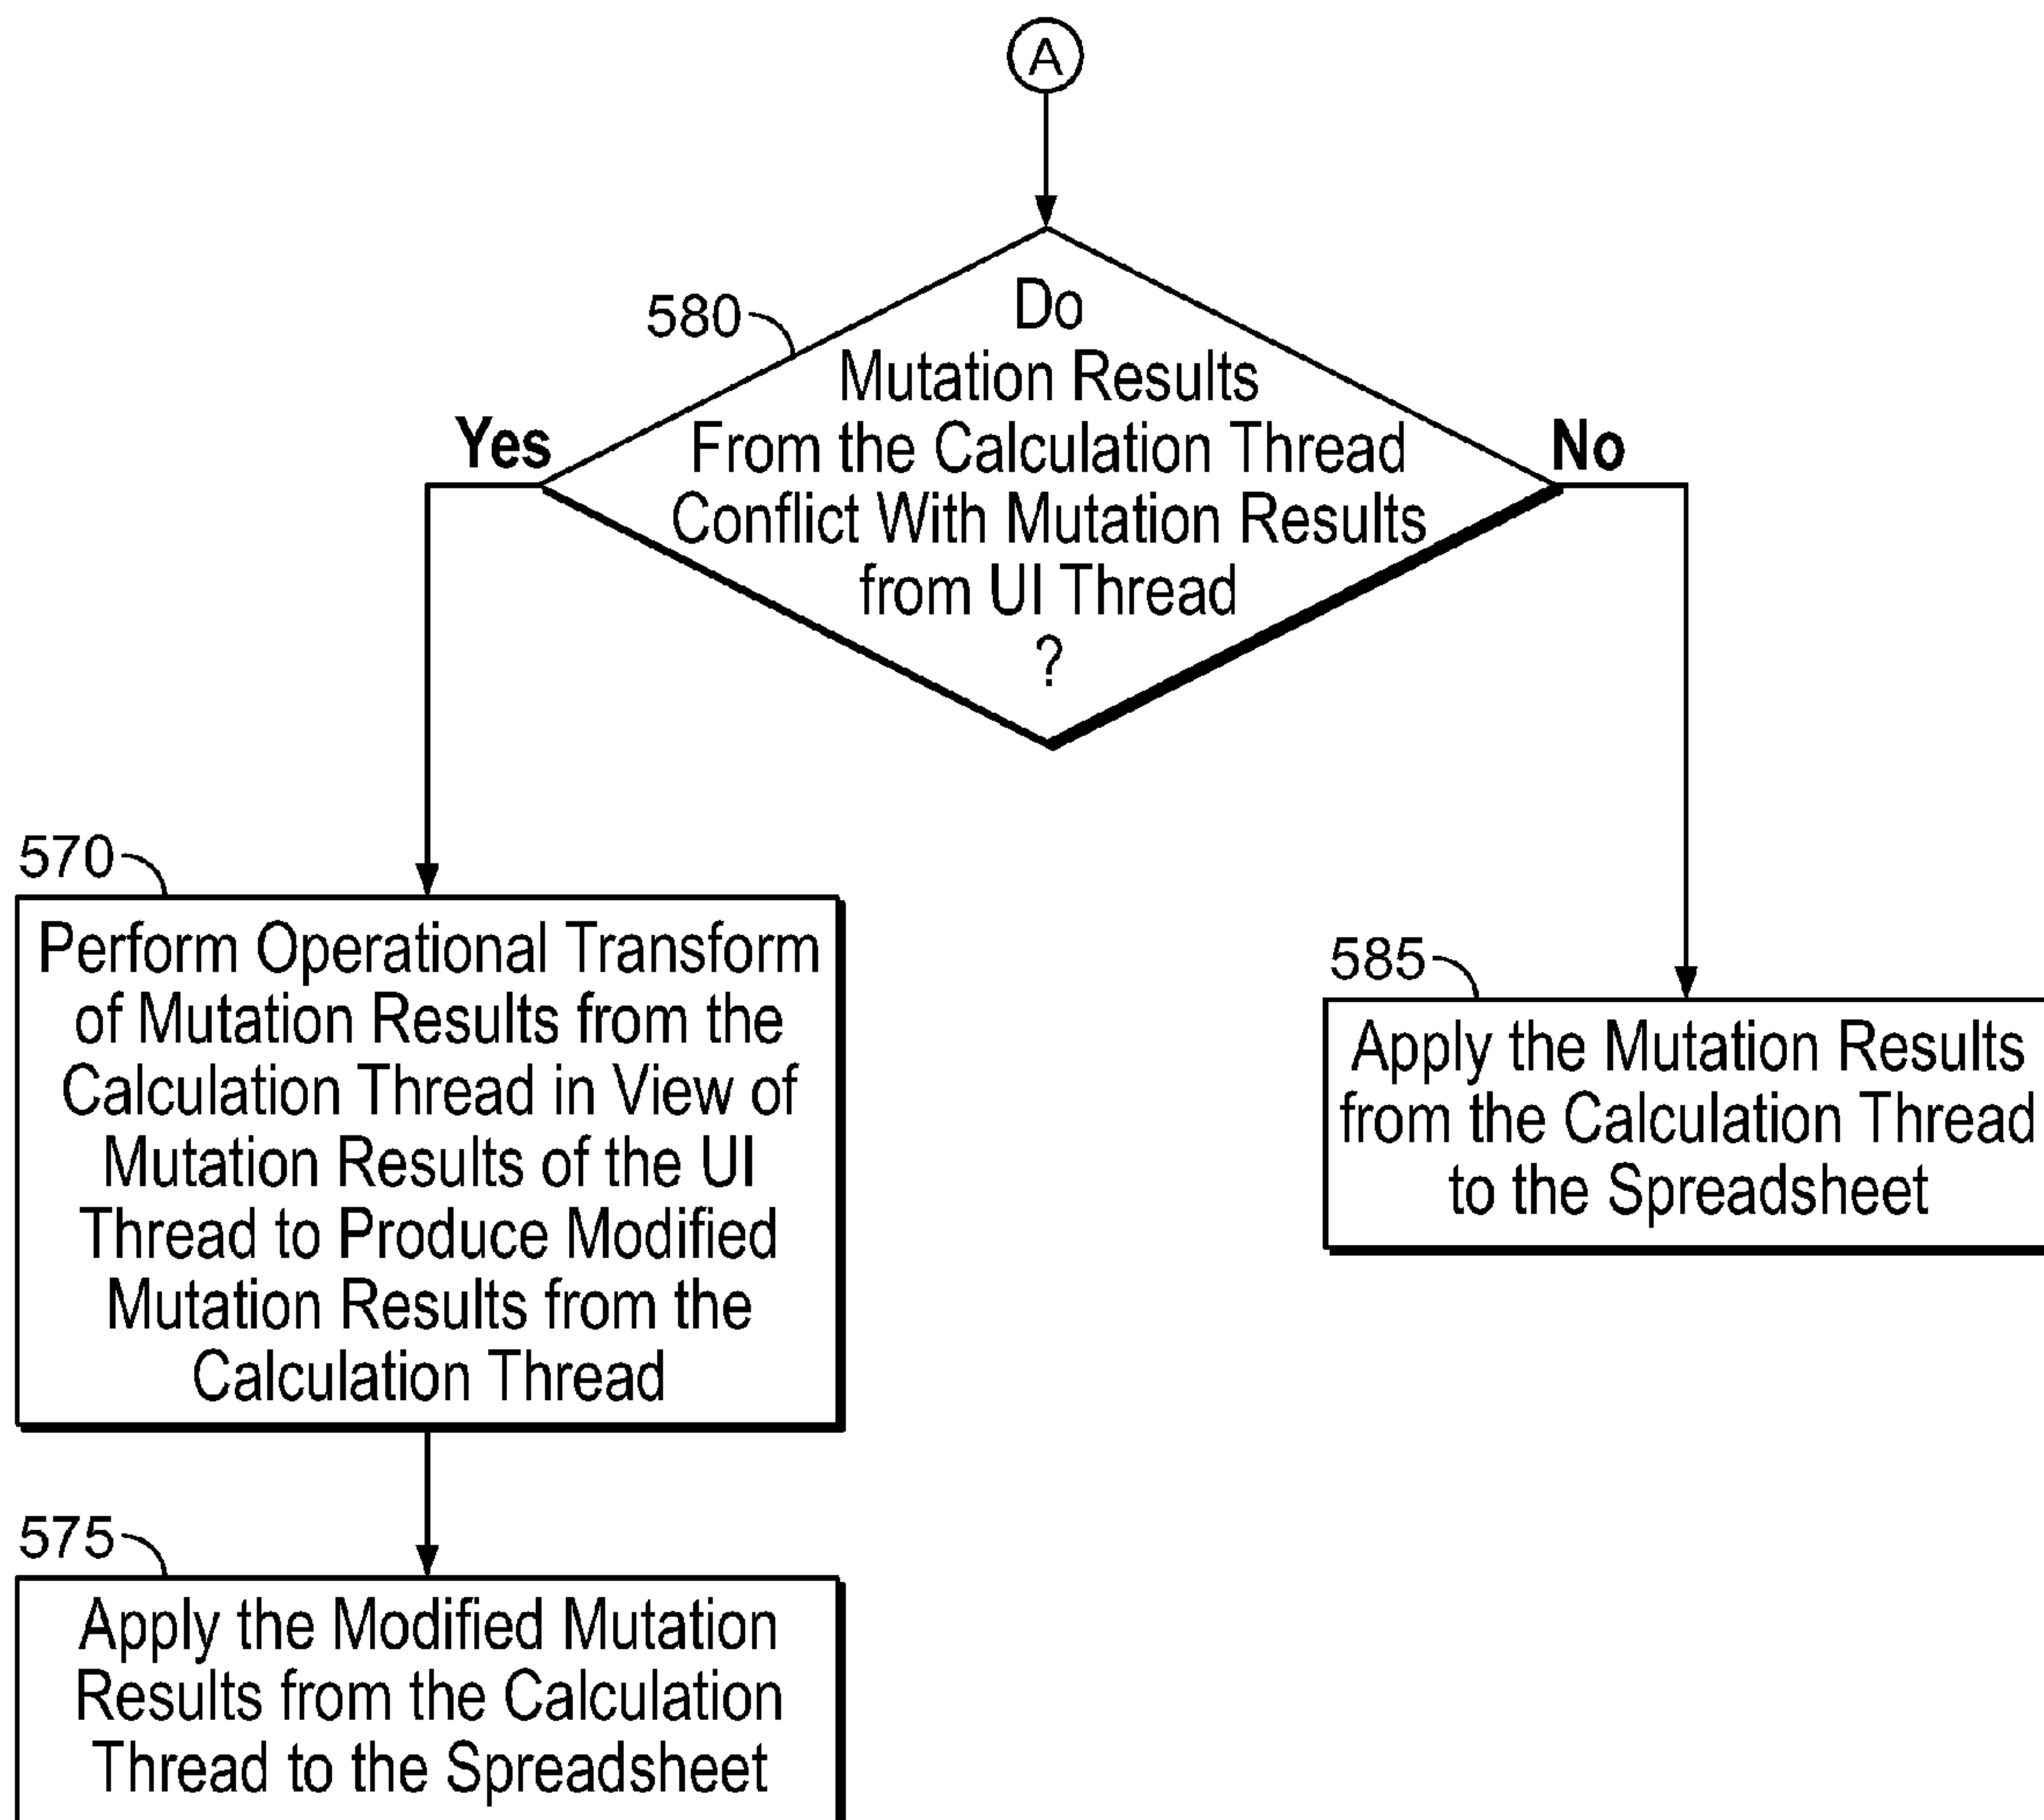 A
580
Do
Mutation Results
From the Calculation Thread
Conflict With Mutation Results
from UI Thread
?
Yes
No
570
Perform Operational Transform
of Mutation Results from the
Calculation Thread in View of
Mutation Results of the UI
Thread to Produce Modified
Mutation Results from the
Calculation Thread
585
Apply the Mutation Results
from the Calculation Thread
to the Spreadsheet
575
Apply the Modified Mutation
Results from the Calculation
Thread to the Spreadsheet